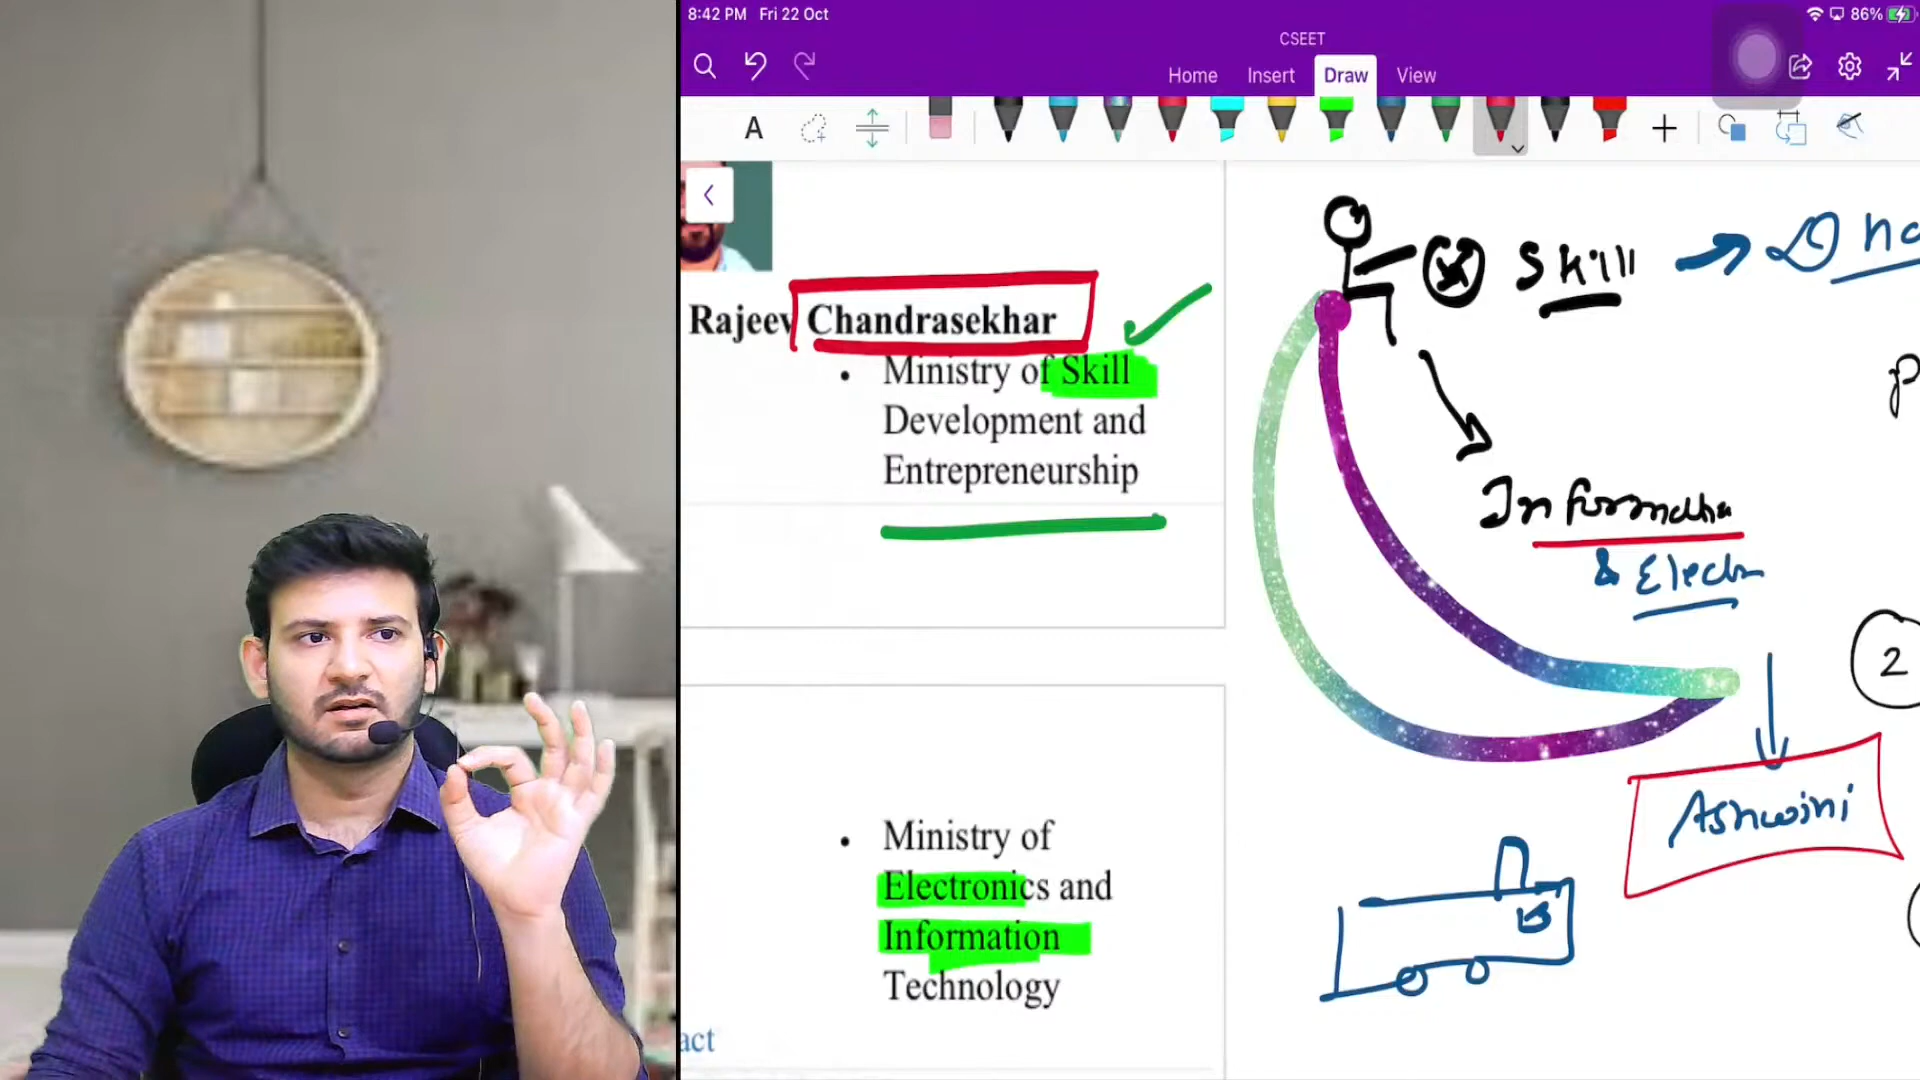 8:42 PM Fri 22 Oct
86%
CSEET
Home Insert Draw View
A
Rajeev Chandrasekhar
Ministry of Skill
Development and
Entrepreneurship
Ministry of
Electronics and
Information
Technology
act
Skill
& Electr
2
Ashwini